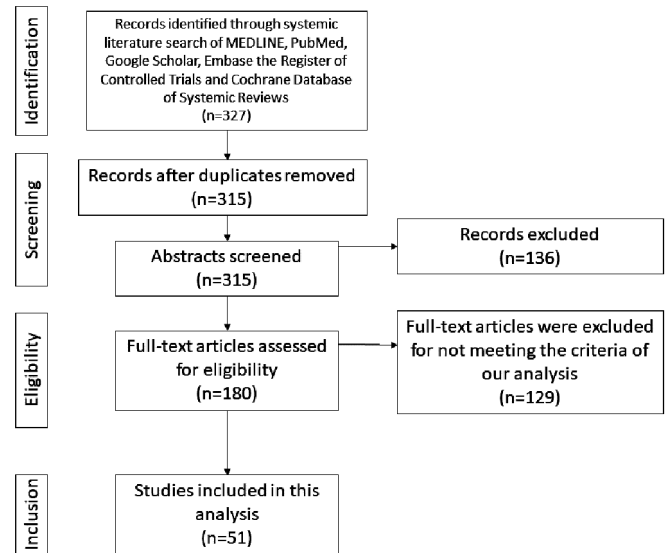 Identification
Records identified through systemic
literature search of MEDLINE, PubMed,
Google Scholar, Embase the Register of
Controlled Trials and Cochrane Database
of Systemic Reviews
(n=327)
Screening
Records after duplicates removed
(n=315)
Abstracts screened
(n=315)
Records excluded
(n=136)
Eligibility
Full-text articles assessed
for eligibility
(n=180)
Full-text articles were excluded
for not meeting the criteria of
our analysis
(n=129)
Inclusion
Studies included in this
analysis
(n=51)